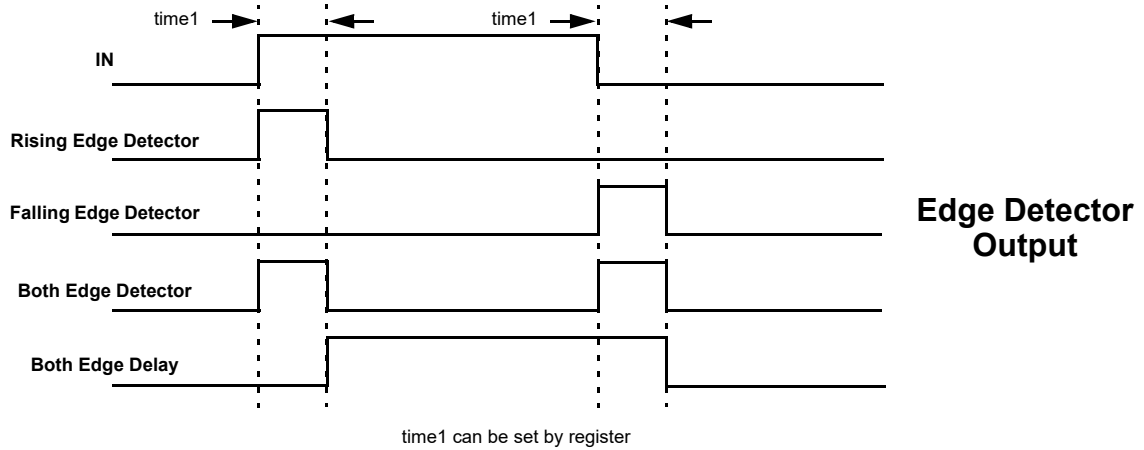 time1
time1
IN
Rising Edge Detector
Falling Edge Detector
Edge Detector
Output
Both Edge Detector
Both Edge Delay
time1 can be set by register